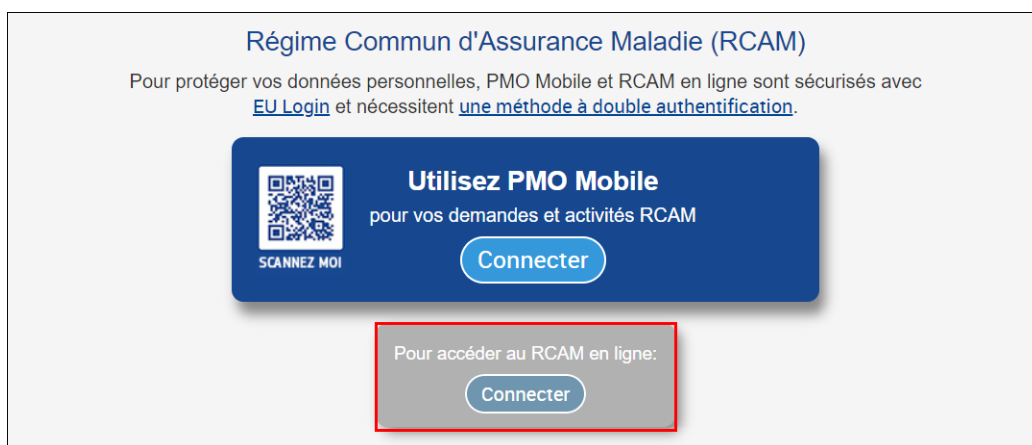 Régime Commun d'Assurance Maladie (RCAM)
Pour protéger vos données personnelles, PMO Mobile et RCAM en ligne sont sécurisés avec
EU Login et nécessitent une méthode à double authentification.
Utilisez PMO Mobile
pour vos demandes et activités RCAM
SCANNEZ MOI
Connecter
Pour accéder au RCAM en ligne:
Connecter